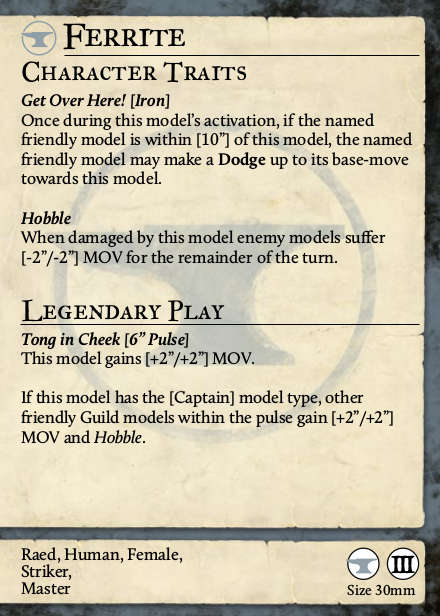 Ferrite
Character Traits
Get Over Here! [Iron]
Once during this model’s activation, if the named
friendly model is within [10”] of this model, the named
friendly model may make a Dodge up to its base-move
towards this model.
Hobble
When damaged by this model enemy models suffer
[-2”/-2”] MOV for the remainder of the turn.
Legendary Play
Tong in Cheek [6” Pulse]
This model gains [+2”/+2”] MOV.
If this model has the [Captain] model type, other
friendly Guild models within the pulse gain [+2”/+2”]
MOV and Hobble.
Raed, Human, Female,
Striker,
Master
III
Size 30mm